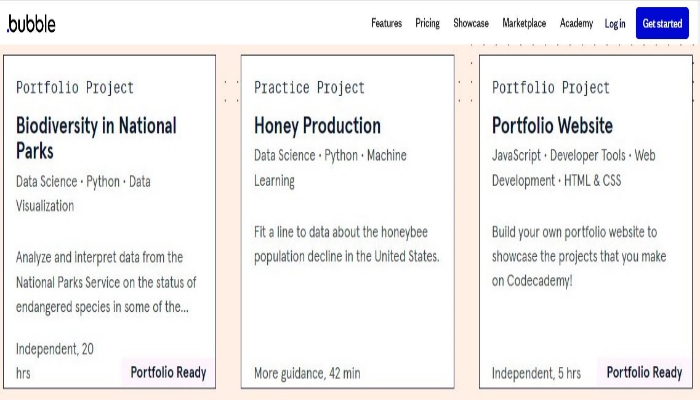 .bubble
Features Pricing Showcase Marketplace Academy Log in Get started
Portfolio Project
Biodiversity in National
Parks
Data Science • Python • Data
Visualization
Analyze and interpret data from the
National Parks Service on the status of
endangered species in some of the...
Independent, 20
hrs
Portfolio Ready
Practice Project
Honey Production
Data Science • Python • Machine
Learning
Fit a line to data about the honeybee
population decline in the United States.
More guidance, 42 min
Portfolio Project
Portfolio Website
JavaScript • Developer Tools • Web
Development • HTML & CSS
Build your own portfolio website to
showcase the projects that you make
on Codecademy!
Independent, 5 hrs
Portfolio Ready